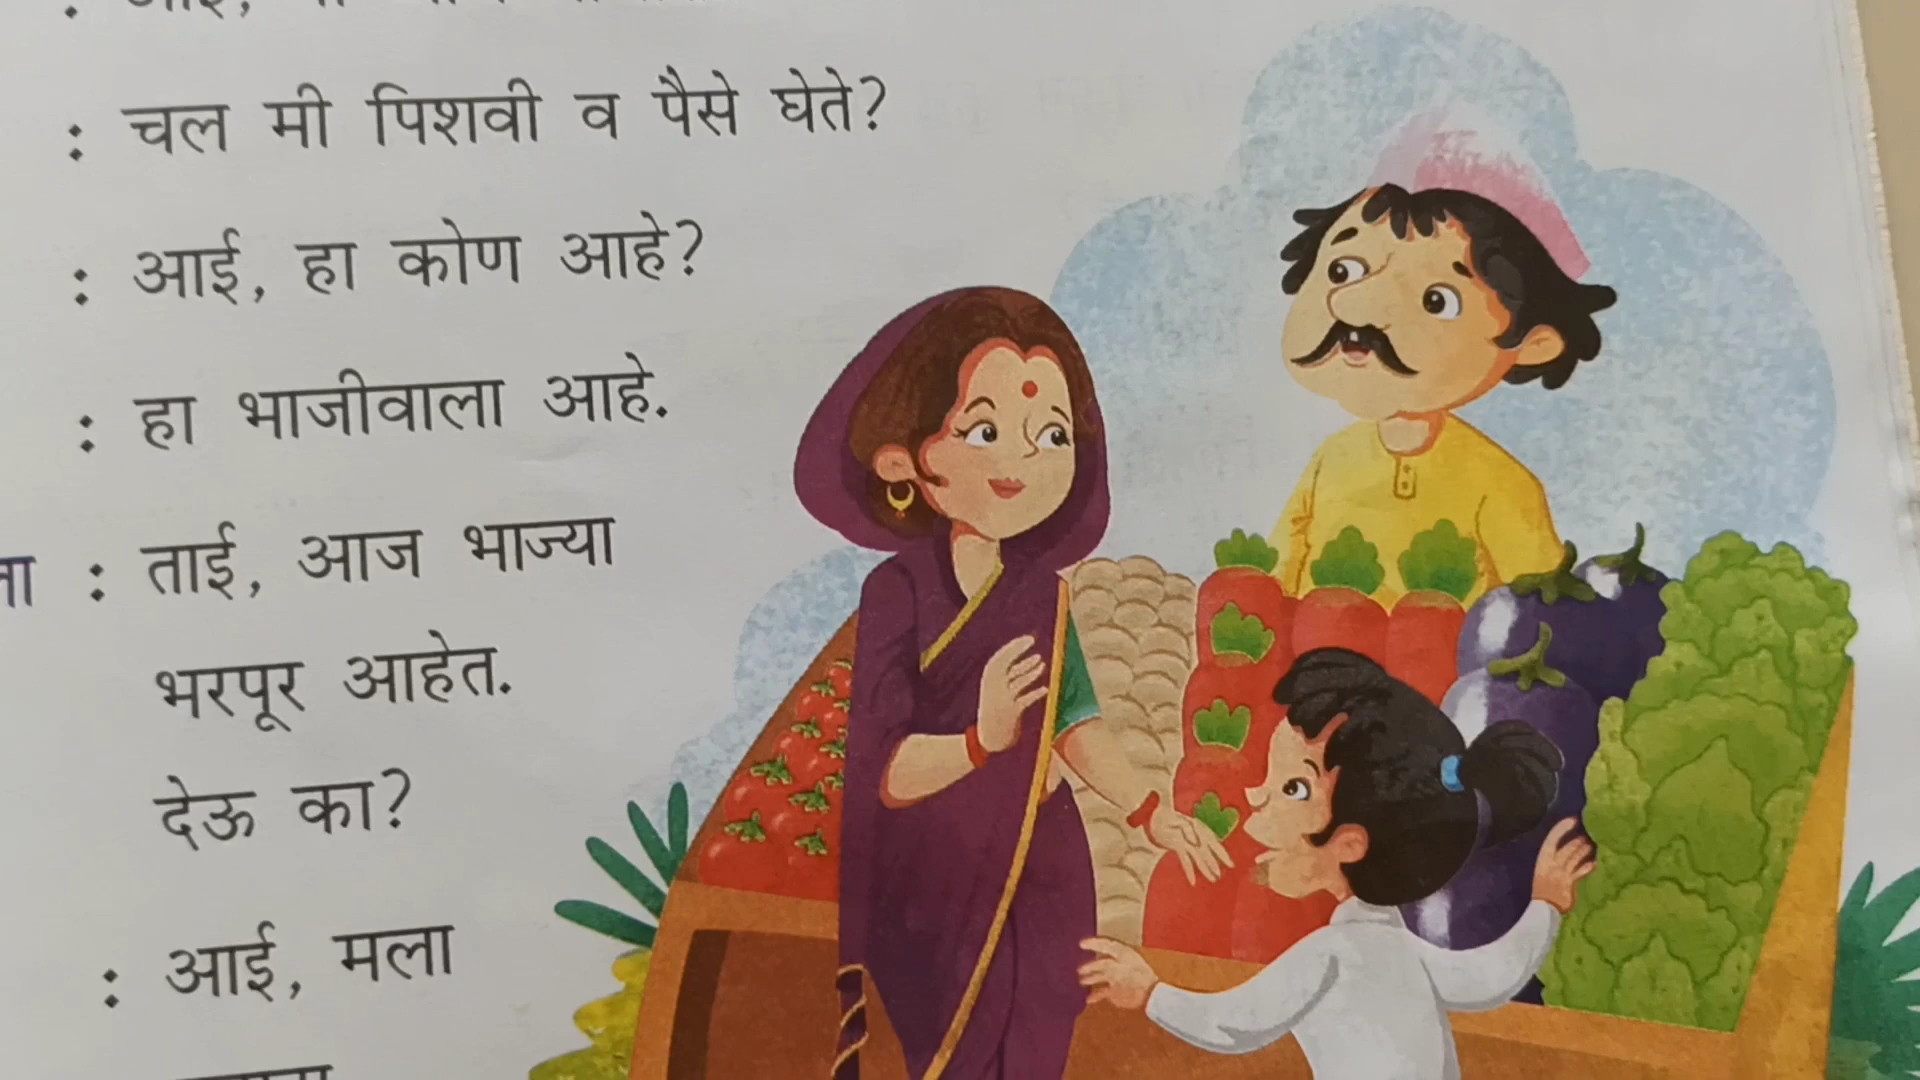 : चल मी पिशवी व पैसे घेते?
: आई, हा कोण आहे?
: हा भाजीवाला आहे.
: ताई, आज भाज्या
भरपूर आहेत.
देऊ का?
: आई, मला